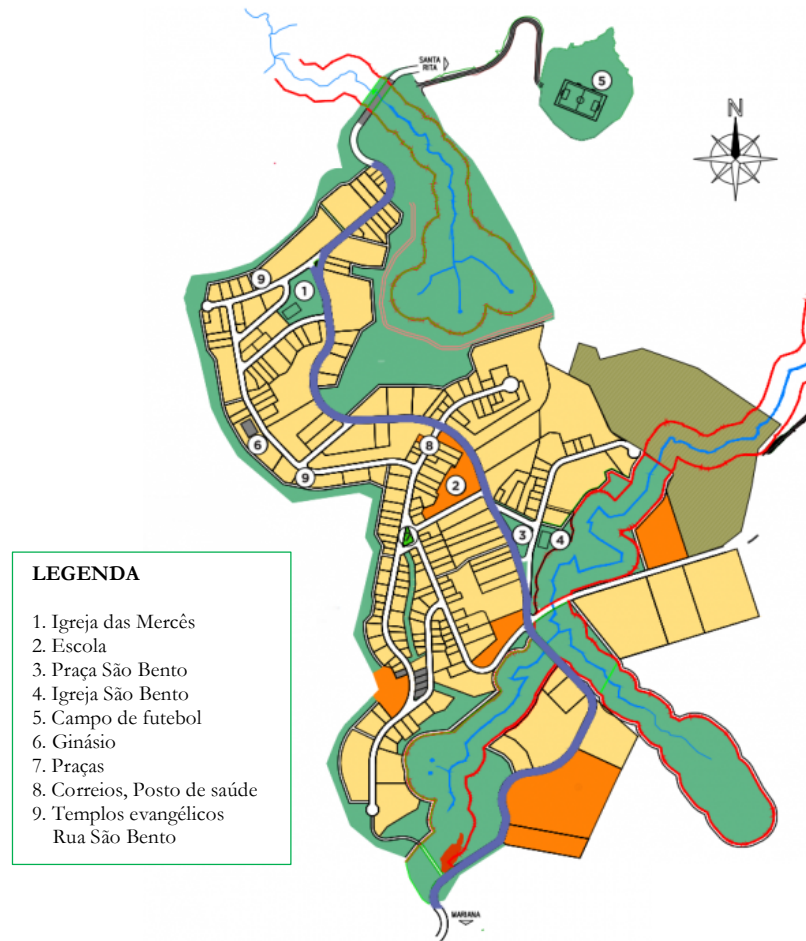 SANTA
RITA
5
N
9
1
6
8
9
2
3
4
LEGENDA
1. Igreja das Mercês
2. Escola
3. Praça São Bento
4. Igreja São Bento
5. Campo de futebol
6. Ginásio
7. Praças
8. Correios, Posto de saúde
9. Templos evangélicos
Rua São Bento
MARIANA